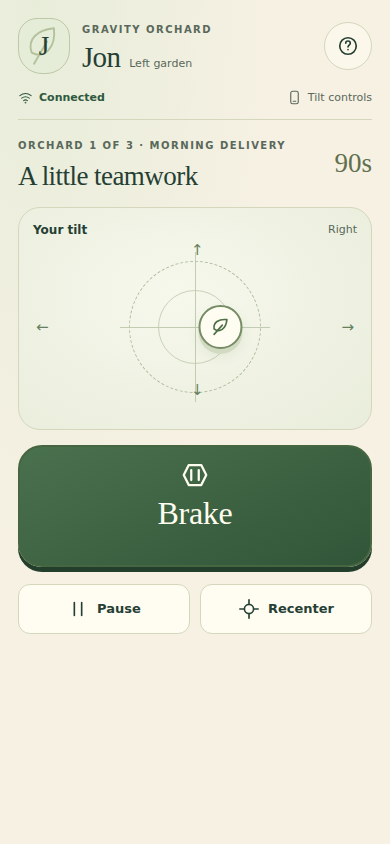 J
GRAVITY ORCHARD
Jon Left garden
Connected
Tilt controls
ORCHARD 1 OF 3 · MORNING DELIVERY
A little teamwork
90s
Your tilt
Right
↑
←
→
↓
Brake
Pause
Recenter